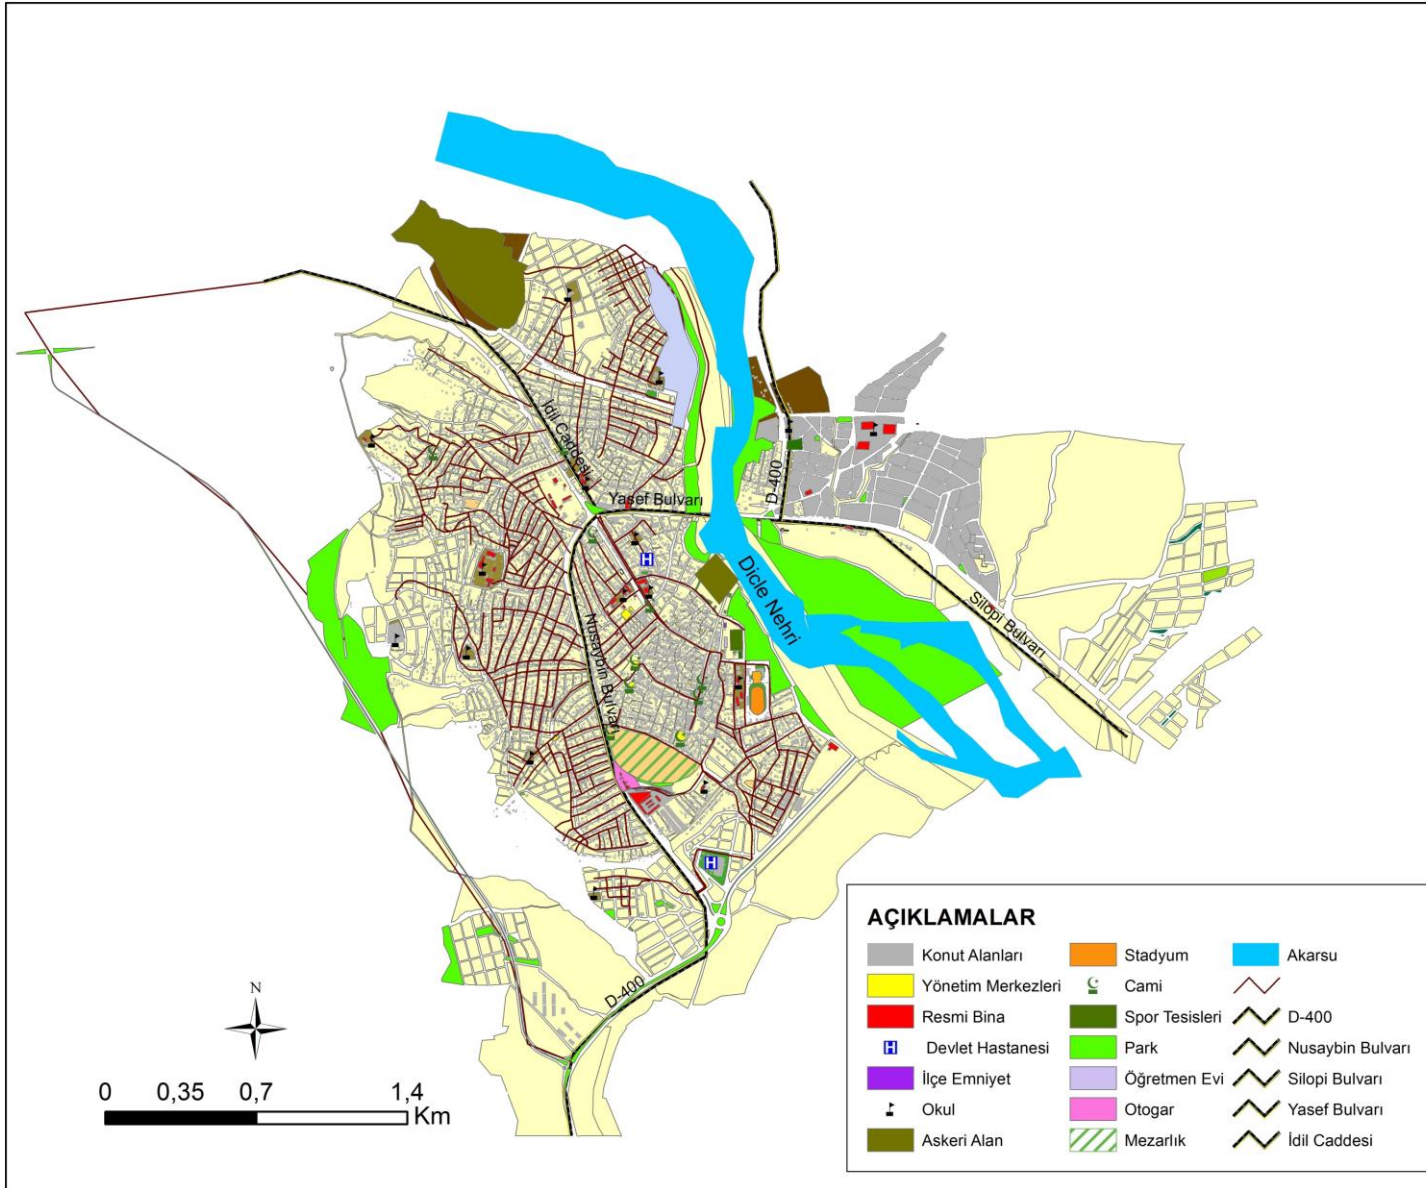 İdil Caddesi
Yasef Bulvarı
D-400
Dicle Nehri
Silopi Bulvarı
Nusaybin Bulvarı
D-400
N
0 0,35 0,7 1,4
Km
AÇIKLAMALAR
Konut Alanları
Yönetim Merkezleri
Resmi Bina
H Devlet Hastanesi
İlçe Emniyet
Okul
Askeri Alan
Stadyum
Cami
Spor Tesisleri
Park
Öğretmen Evi
Otogar
Mezarlık
Akarsu
D-400
Nusaybin Bulvarı
Silopi Bulvarı
Yasef Bulvarı
İdil Caddesi
H
H